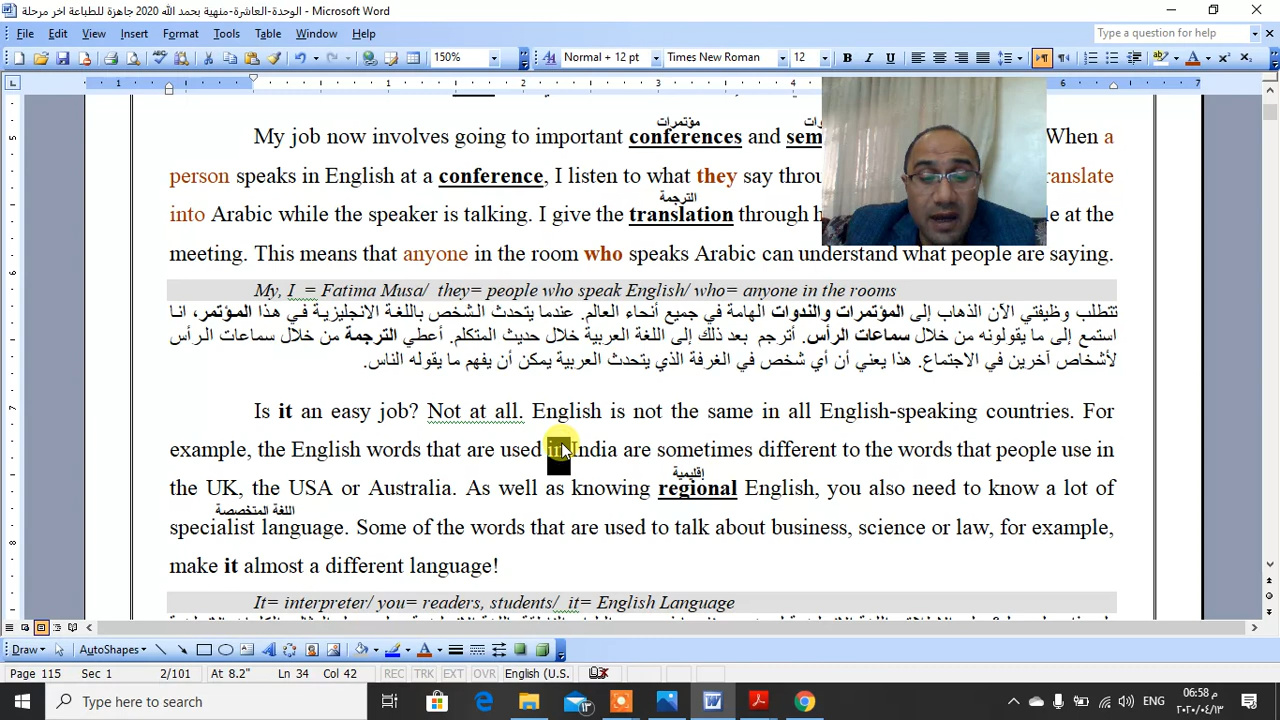 الوحدة-العاشرة-منهية بحمد الله 2020 جاهزة للطباعة اخر مرحلة - Microsoft Word
File Edit View Insert Format Tools Table Window Help
Type a question for help
150% Normal + 12 pt Times New Roman 12 B I U
1 1 2 3 4 5 6 7
مؤتمرات
My job now involves going to important conferences and sem When a
person speaks in English at a conference, I listen to what they say throu translate
الترجمة
into Arabic while the speaker is talking. I give the translation through h le at the
meeting. This means that anyone in the room who speaks Arabic can understand what people are saying.
My, I = Fatima Musa/ they= people who speak English/ who= anyone in the rooms
تتطلب وظيفتي الآن الذهاب إلى المؤتمرات والندوات الهامة في جميع أنحاء العالم. عندما يتحدث الشخص باللغة الانجليزية في هذا المؤتمر، انا
استمع إلى ما يقولونه من خلال سماعات الرأس. أترجم بعد ذلك إلى اللغة العربية خلال حديث المتكلم. أعطي الترجمة من خلال سماعات الرأس
لأشخاص آخرين في الاجتماع. هذا يعني أن أي شخص في الغرفة الذي يتحدث العربية يمكن أن يفهم ما يقوله الناس.
Is it an easy job? Not at all. English is not the same in all English-speaking countries. For
example, the English words that are used in India are sometimes different to the words that people use in
إقليمية
the UK, the USA or Australia. As well as knowing regional English, you also need to know a lot of
اللغة المتخصصة
specialist language. Some of the words that are used to talk about business, science or law, for example,
make it almost a different language!
It= interpreter/ you= readers, students/ it= English Language
Draw AutoShapes
Page 115 Sec 1 2/101 At 8.2" Ln 34 Col 42 REC TRK EXT OVR English (U.S.
Type here to search
ENG
06:58 م
٢٠٢٠/٠٤/١٣